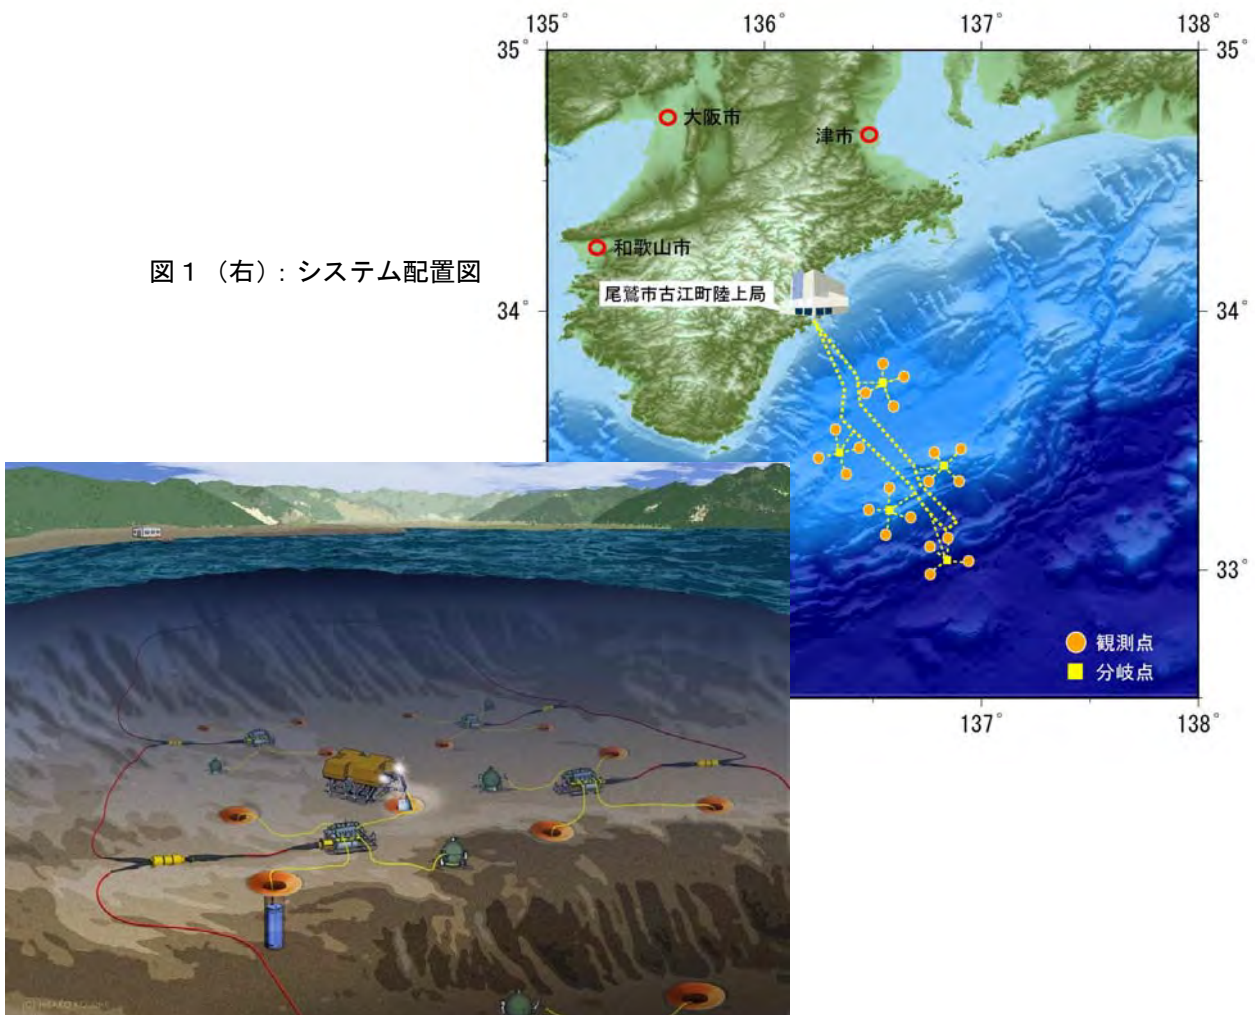 135° 136° 137° 138°
35° 35°
大阪市
津市
和歌山市
図１（右）: システム配置図
尾鷲市古江町陸上局
34° 34°
33°
観測点
分岐点
137° 138°